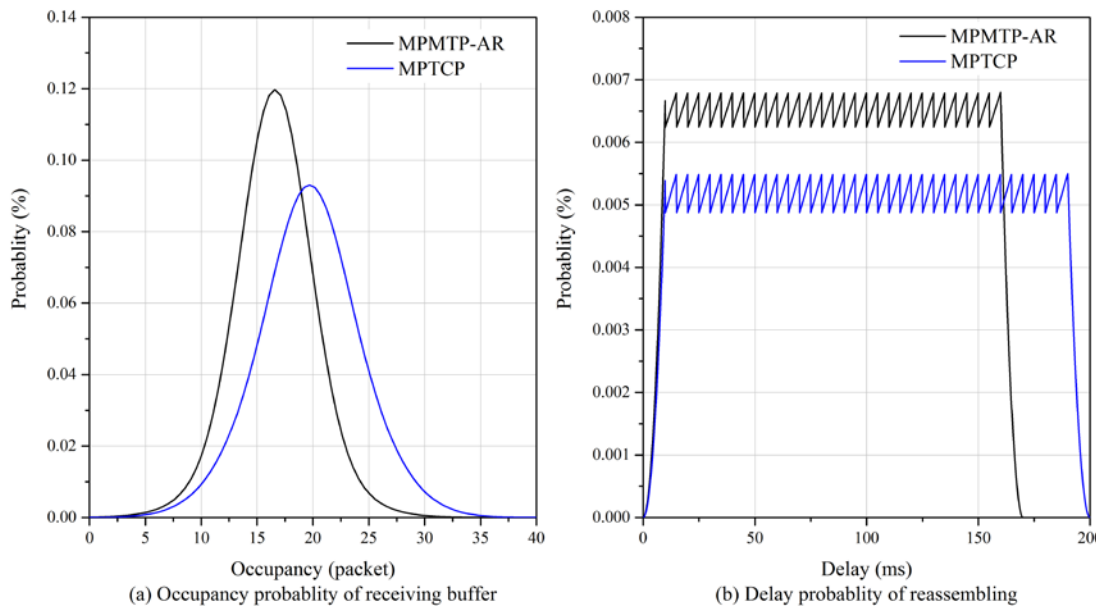 0.14
0.12
0.10
0.08
0.06
0.04
0.02
0.00
Probablity (%)
MPMTP-AR
MPTCP
0 5 10 15 20 25 30 35 40
Occupancy (packet)
(a) Occupancy probablity of receiving buffer
0.008
0.007
0.006
0.005
0.004
0.003
0.002
0.001
0.000
Probablity (%)
MPMTP-AR
MPTCP
0 50 100 150 200
Delay (ms)
(b) Delay probablity of reassembling